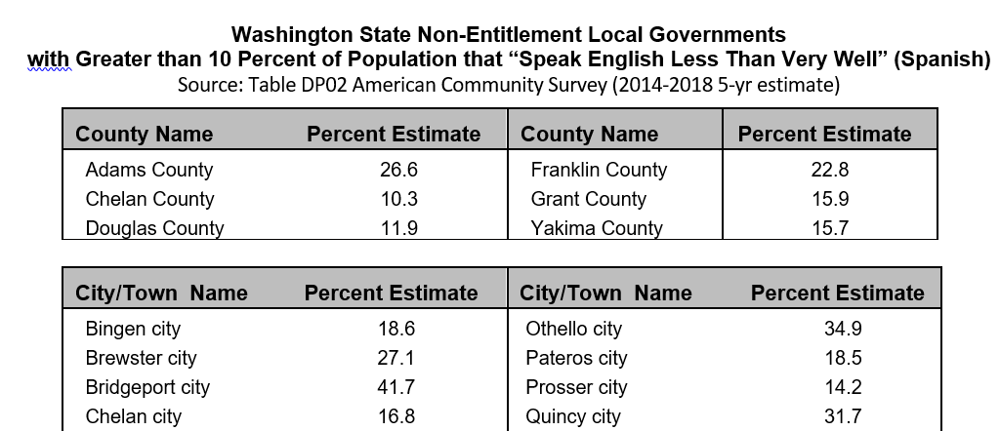 Washington State Non-Entitlement Local Governments
with Greater than 10 Percent of Population that “Speak English Less Than Very Well” (Spanish)
Source: Table DP02 American Community Survey (2014-2018 5-yr estimate)
County Name Percent Estimate County Name Percent Estimate
Adams County 26.6 Franklin County 22.8
Chelan County 10.3 Grant County 15.9
Douglas County 11.9 Yakima County 15.7
City/Town Name Percent Estimate City/Town Name Percent Estimate
Bingen city 18.6 Othello city 34.9
Brewster city 27.1 Pateros city 18.5
Bridgeport city 41.7 Prosser city 14.2
Chelan city 16.8 Quincy city 31.7